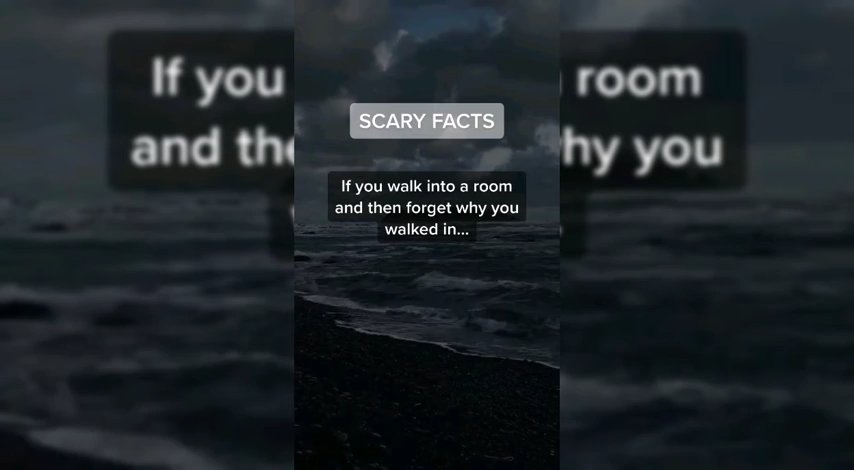 SCARY FACTS
If you walk into a room
and then forget why you
walked in...